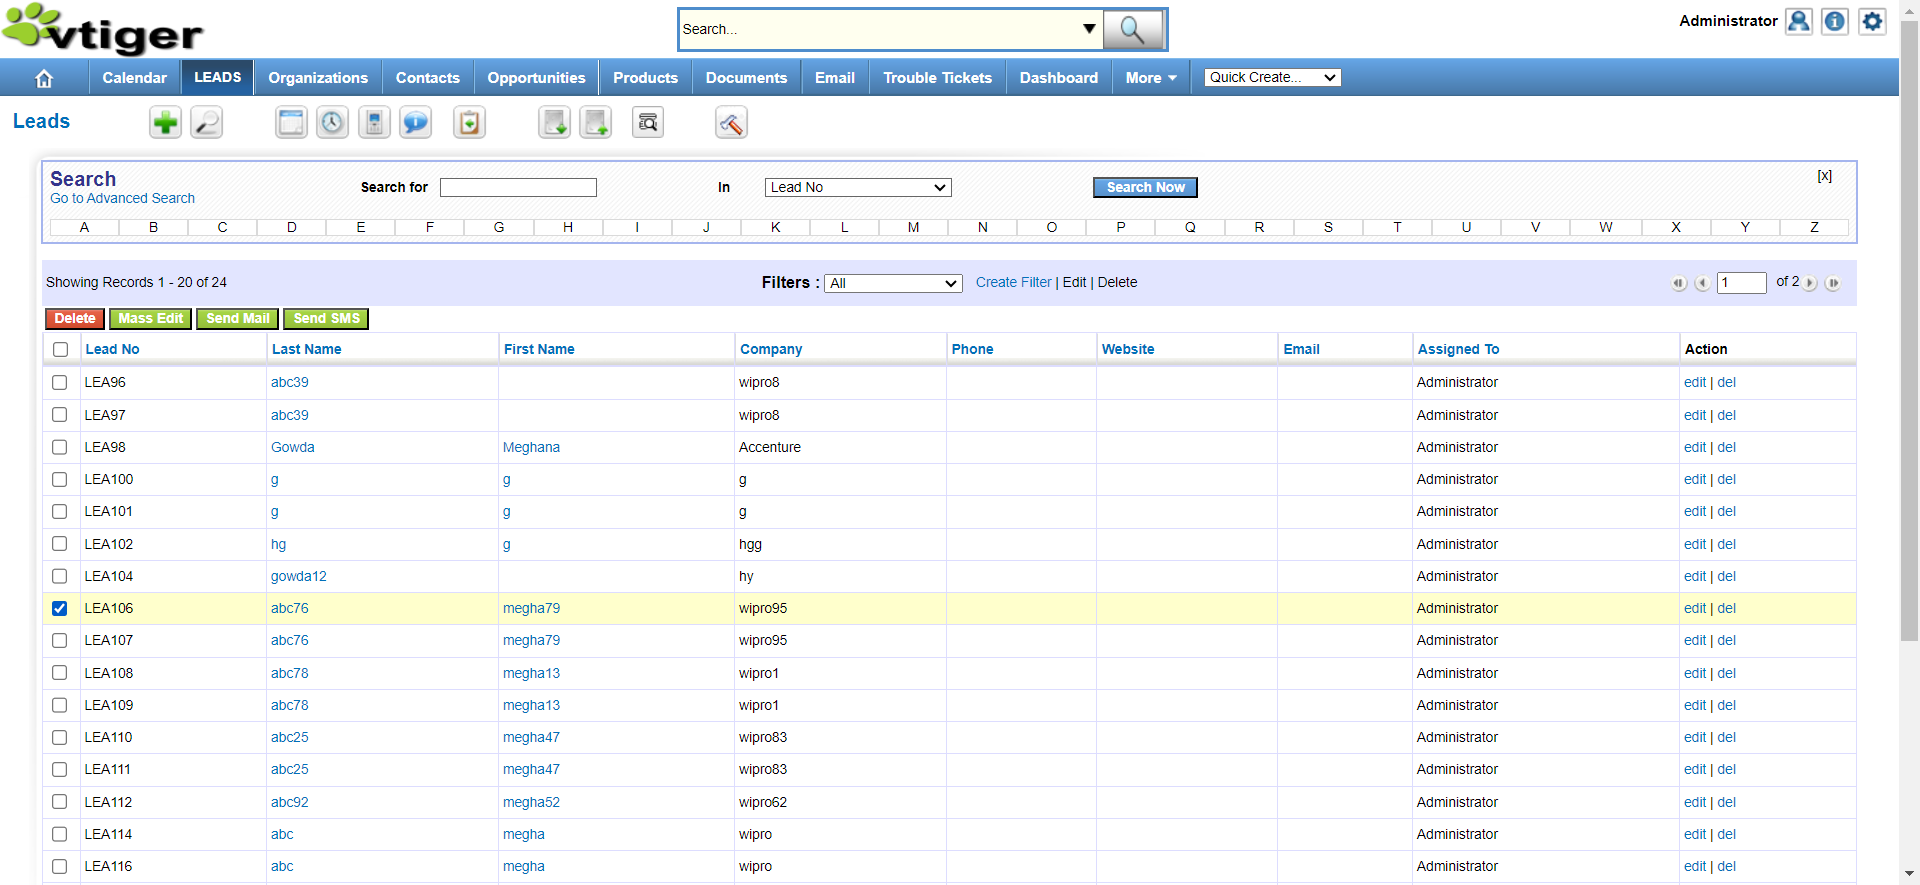 vtiger
Search...
Administrator
Calendar LEADS Organizations Contacts Opportunities Products Documents Email Trouble Tickets Dashboard More Quick Create...
Leads
Search
Go to Advanced Search
Search for In Lead No Search Now [x]
A B C D E F G H I J K L M N O P Q R S T U V W X Y Z
Showing Records 1 - 20 of 24 Filters : All Create Filter | Edit | Delete 1 of 2
Delete Mass Edit Send Mail Send SMS
Lead No Last Name First Name Company Phone Website Email Assigned To Action
LEA96 abc39 wipro8 Administrator edit | del
LEA97 abc39 wipro8 Administrator edit | del
LEA98 Gowda Meghana Accenture Administrator edit | del
LEA100 g g g Administrator edit | del
LEA101 g g g Administrator edit | del
LEA102 hg g hgg Administrator edit | del
LEA104 gowda12 hy Administrator edit | del
LEA106 abc76 megha79 wipro95 Administrator edit | del
LEA107 abc76 megha79 wipro95 Administrator edit | del
LEA108 abc78 megha13 wipro1 Administrator edit | del
LEA109 abc78 megha13 wipro1 Administrator edit | del
LEA110 abc25 megha47 wipro83 Administrator edit | del
LEA111 abc25 megha47 wipro83 Administrator edit | del
LEA112 abc92 megha52 wipro62 Administrator edit | del
LEA114 abc megha wipro Administrator edit | del
LEA116 abc megha wipro Administrator edit | del